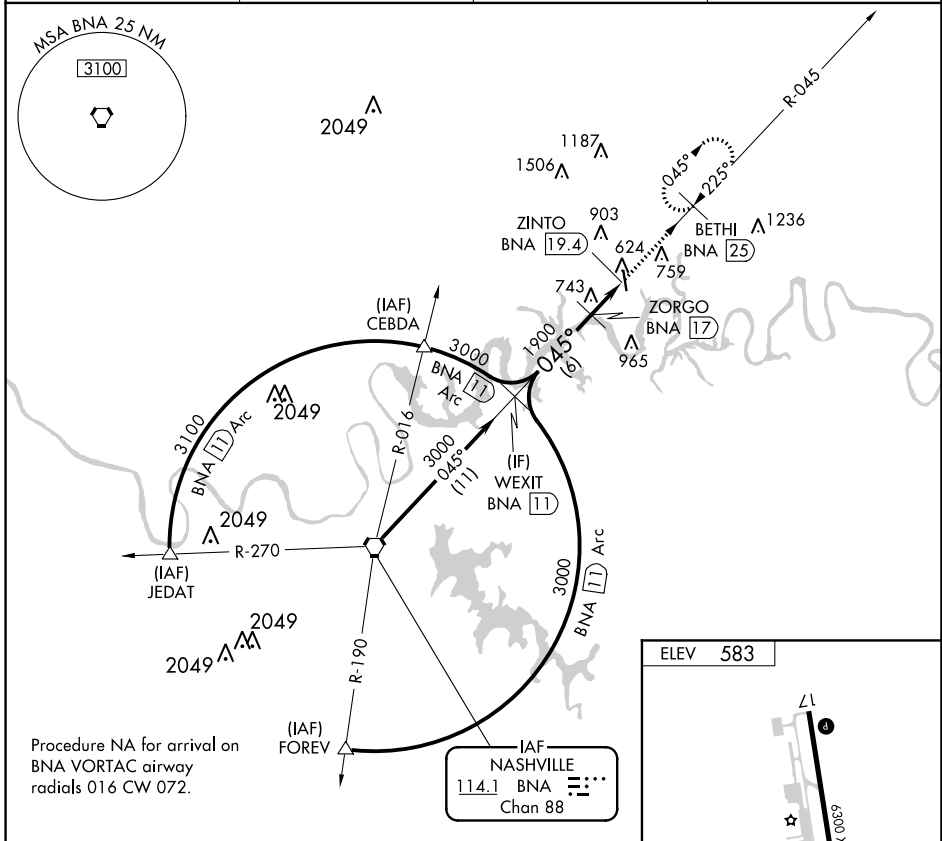 MSA BNA 25 NM
3100
2049
1187
1506
R-045
045°
225°
ZINTO
BNA 19.4
903
624
BETHI
BNA 25
1236
759
743
ZORGO
BNA 17
965
(IAF)
CEBDA
3000
BNA 11
Arc
1900
045°
(6)
2049
3100
BNA 11 Arc
R-016
3000
045°
(11)
(IF)
WEXIT
BNA 11
2049
R-270
(IAF)
JEDAT
3000
BNA 11 Arc
2049
2049
R-190
(IAF)
FOREV
Procedure NA for arrival on
BNA VORTAC airway
radials 016 CW 072.
IAF
NASHVILLE
114.1 BNA
Chan 88
ELEV 583
17
P
6300 X